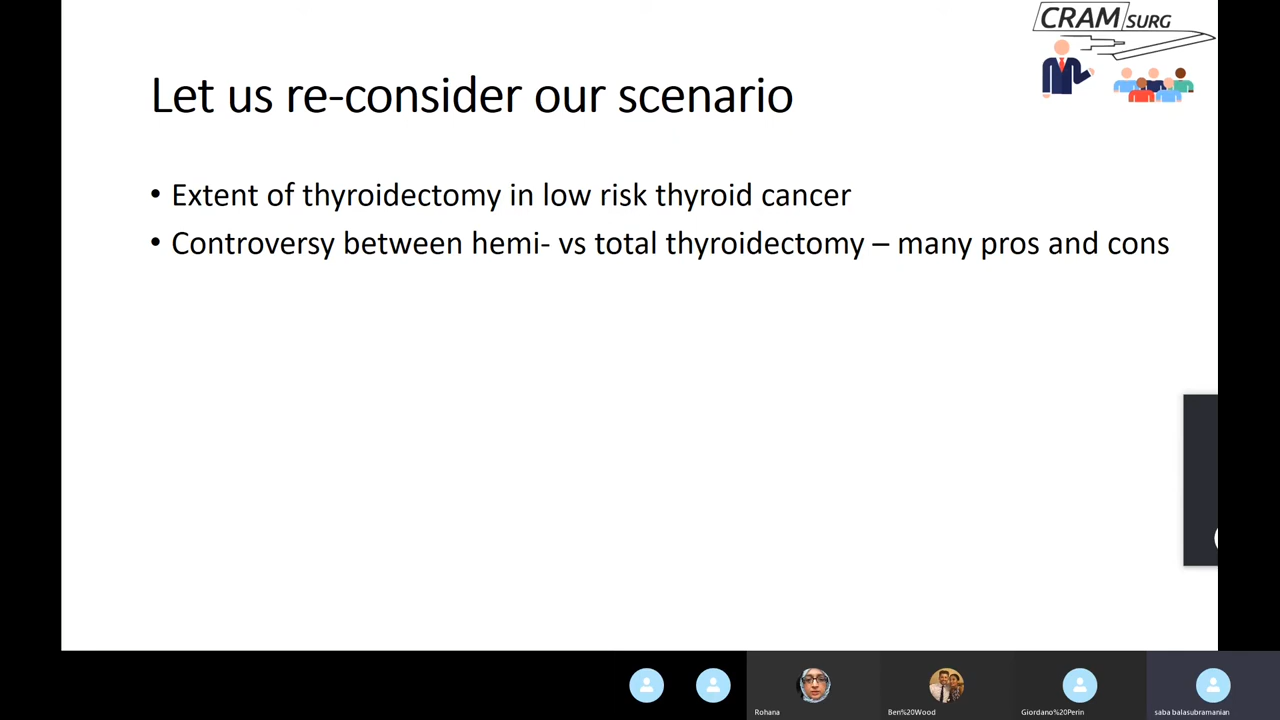 CRAM SURG
Let us re-consider our scenario
• Extent of thyroidectomy in low risk thyroid cancer
• Controversy between hemi- vs total thyroidectomy – many pros and cons
Rohana
Ben%20Wood
Giordano%20Perin
saba balasubramanian